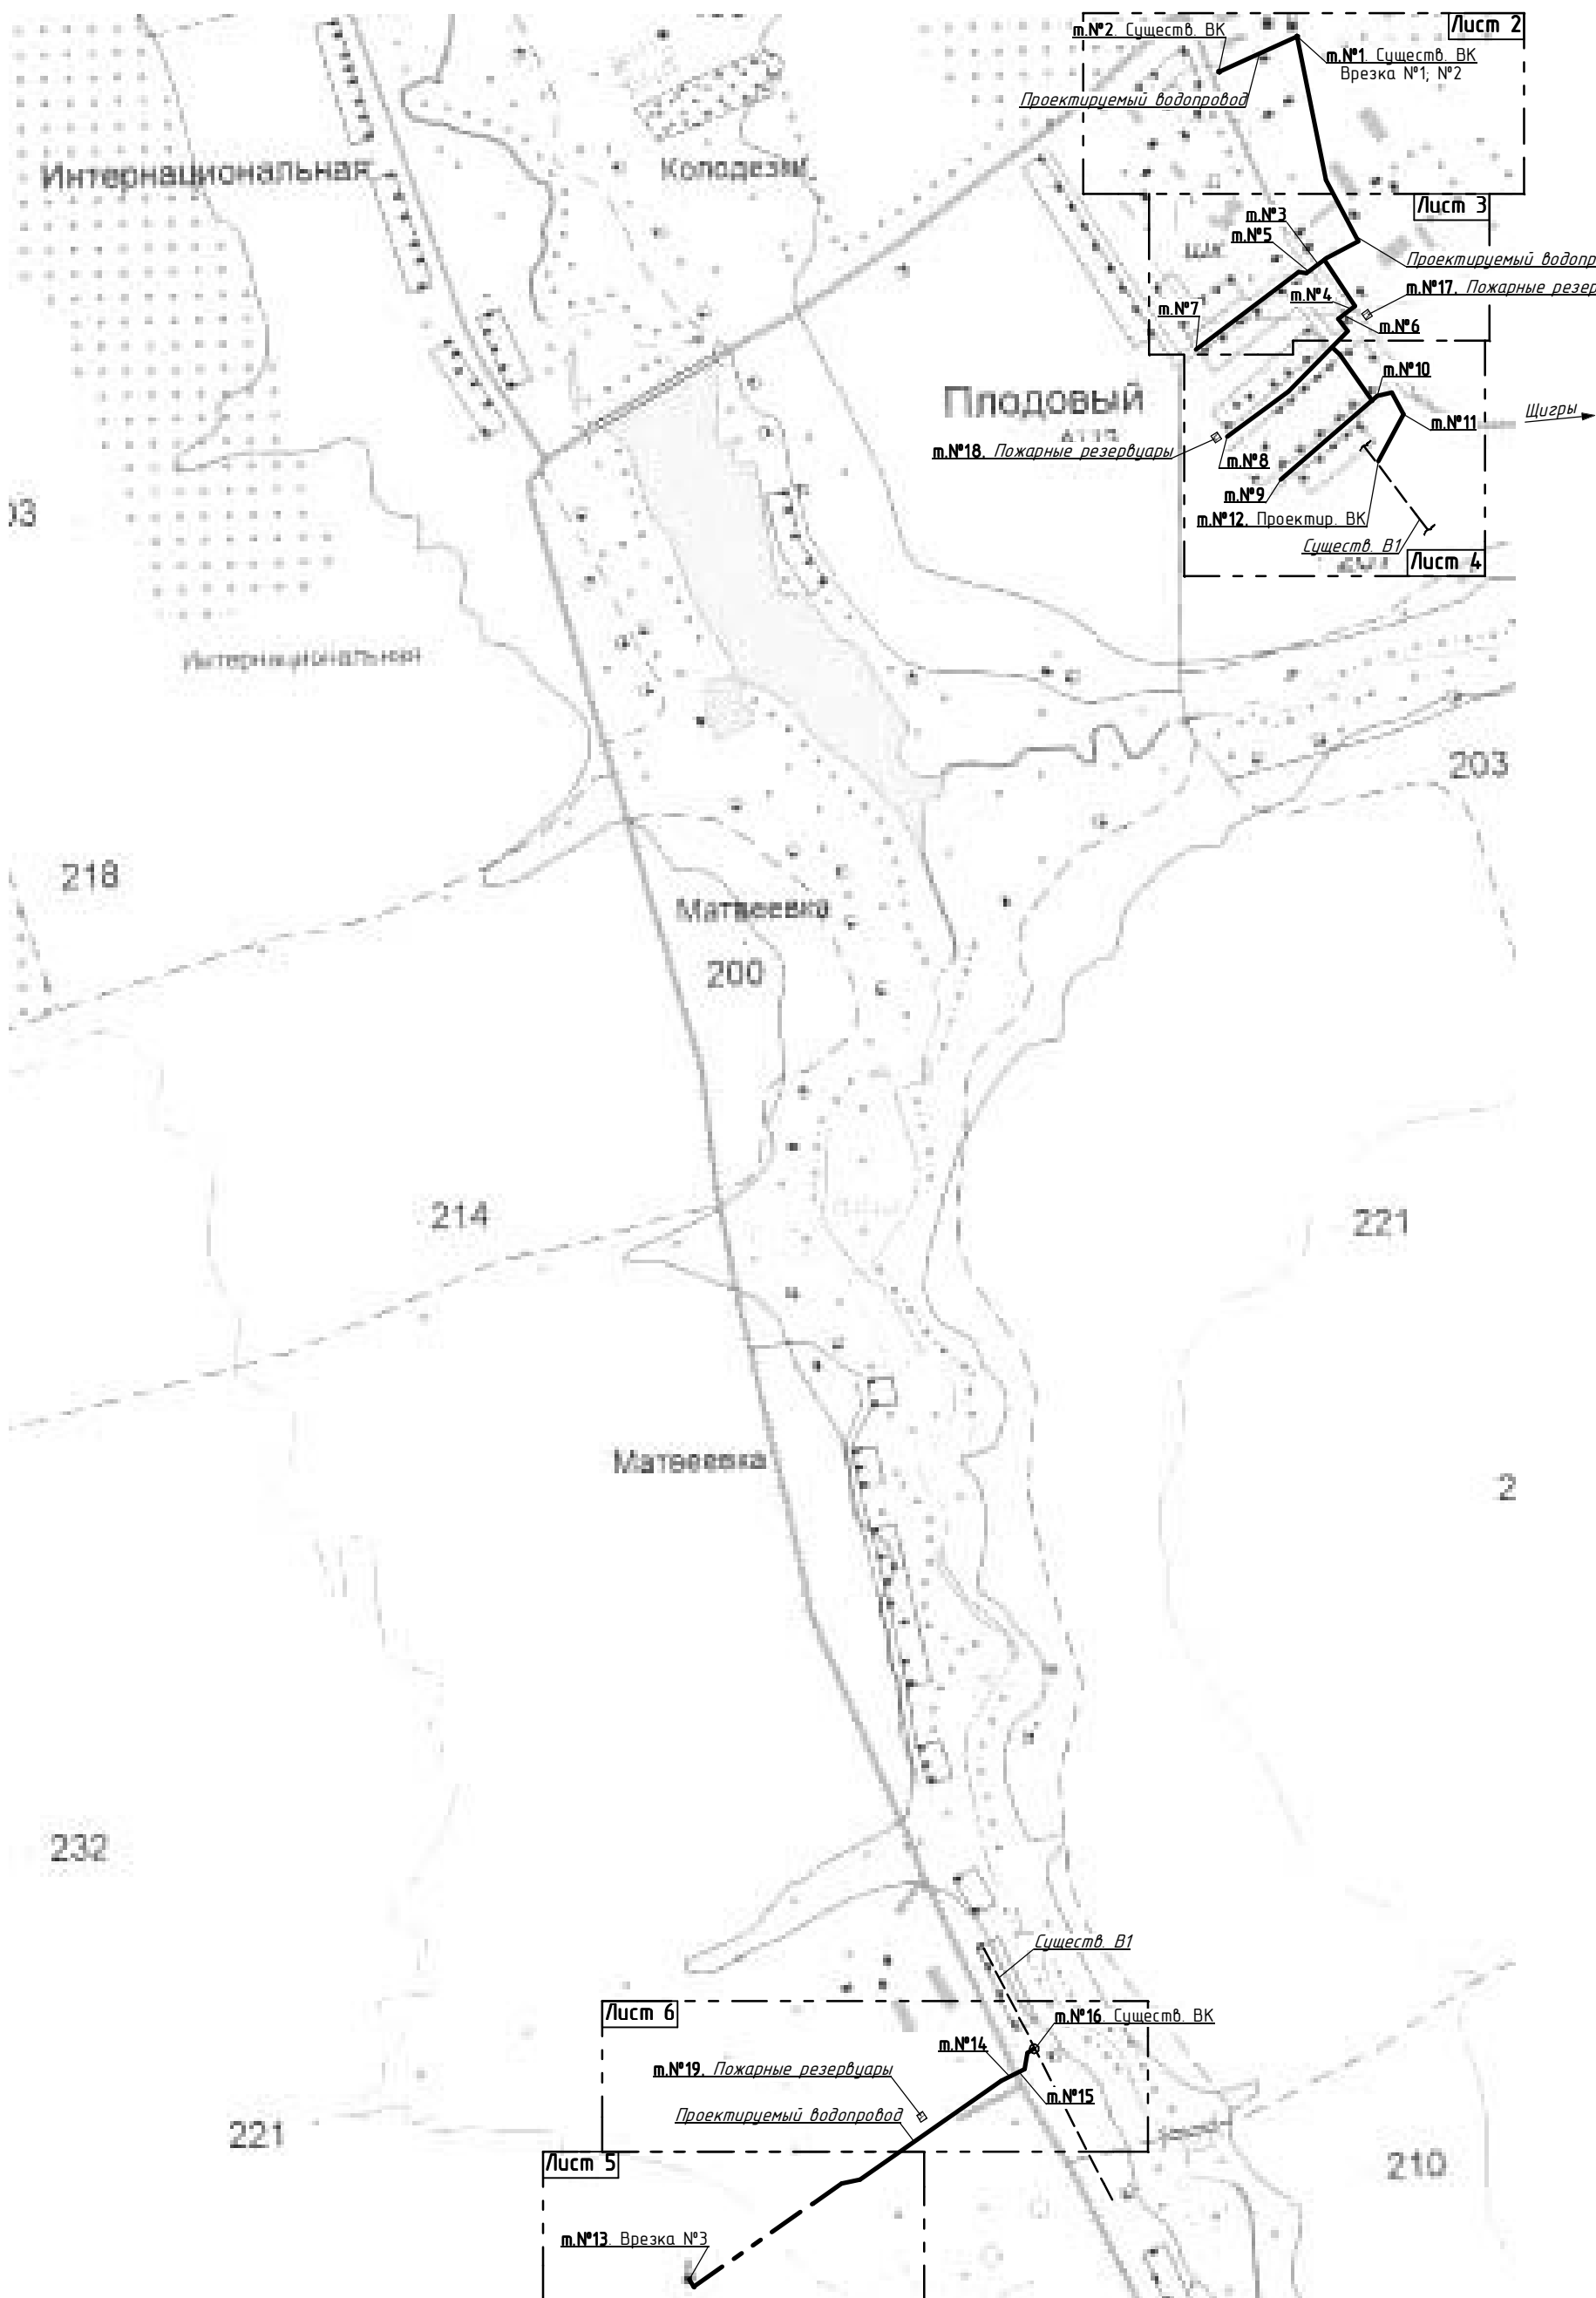 т.№2. Существ. ВК
Лист 2
т.№1. Существ. ВК
Врезка №1; №2
Проектируемый водопровод
Интернациональная
Колодезки
Лист 3
т.№3
т.№5
Проектируемый водопр
т.№17. Пожарные резер
т.№4
т.№7
т.№6
т.№10
Плодовый
Щигры
т.№11
т.№18. Пожарные резервуары
т.№8
т.№9
т.№12. Проектир. ВК
Существ. В1
Лист 4
Интернациональная
203
218
Матвеевка
200
214
221
Матвеевка
2
232
Существ. В1
Лист 6
т.№16. Существ. ВК
т.№14
т.№19. Пожарные резервуары
т.№15
Проектируемый водопровод
221
Лист 5
210
т.№13. Врезка №3